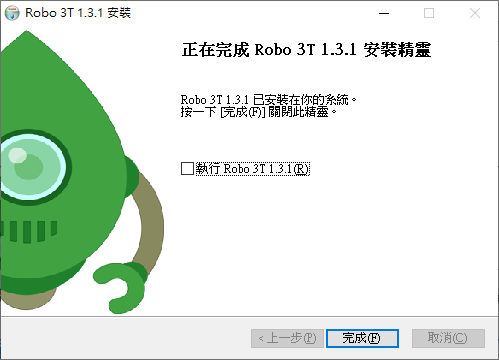 Robo 3T 1.3.1 安裝
正在完成 Robo 3T 1.3.1 安裝精靈
Robo 3T 1.3.1 已安裝在你的系統。
按一下 [完成(F)] 關閉此精靈。
執行 Robo 3T 1.3.1(R)
< 上一步(P)
完成(F)
取消(C)